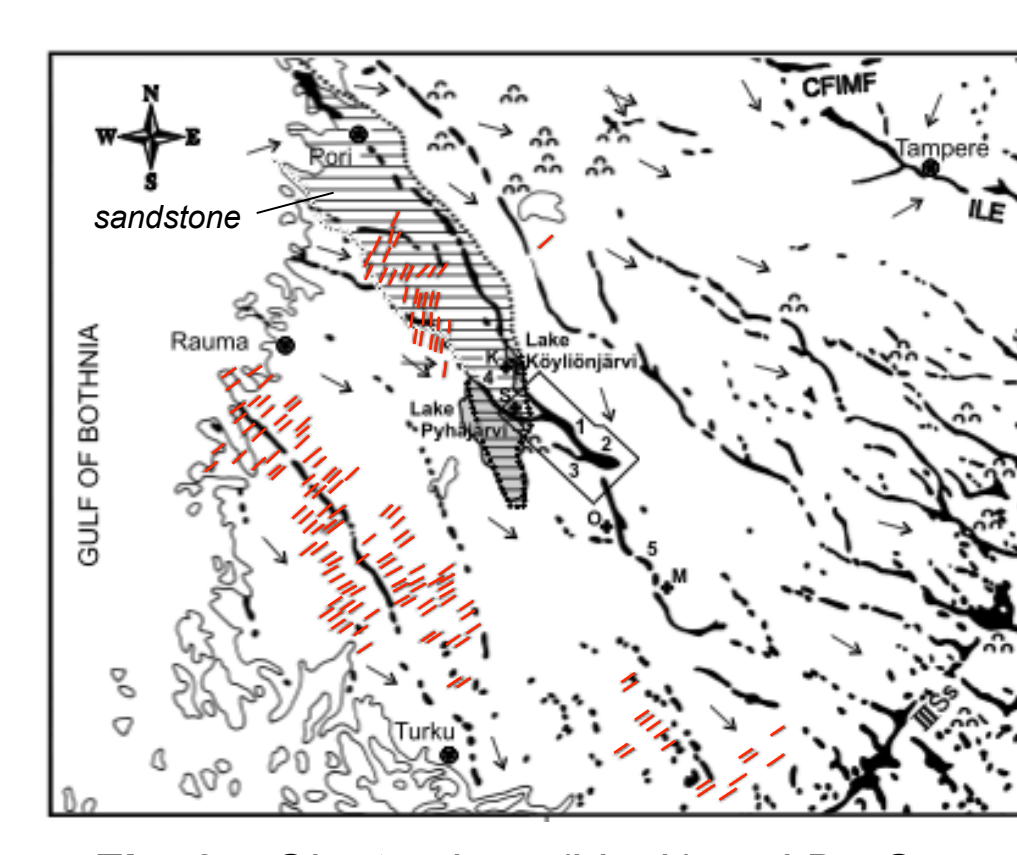 CFIMF
N
W E
S
Tampere
Pori
sandstone
ILE
GULF OF BOTHNIA
Rauma
Lake
Köyliönjärvi
K
4
S
Lake
Pyhäjärvi
1
2
3
O
5
M
IIISs
Turku